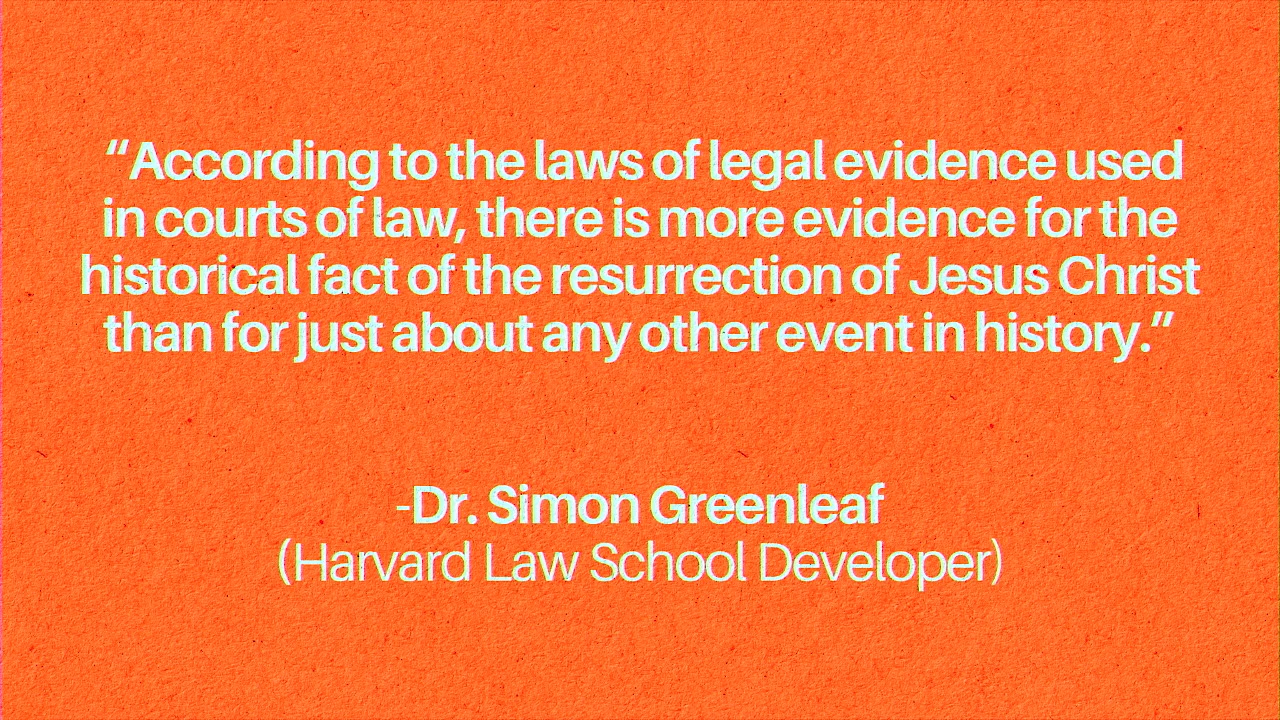 “According to the laws of legal evidence used
in courts of law, there is more evidence for the
historical fact of the resurrection of Jesus Christ
than for just about any other event in history.”
-Dr. Simon Greenleaf
(Harvard Law School Developer)